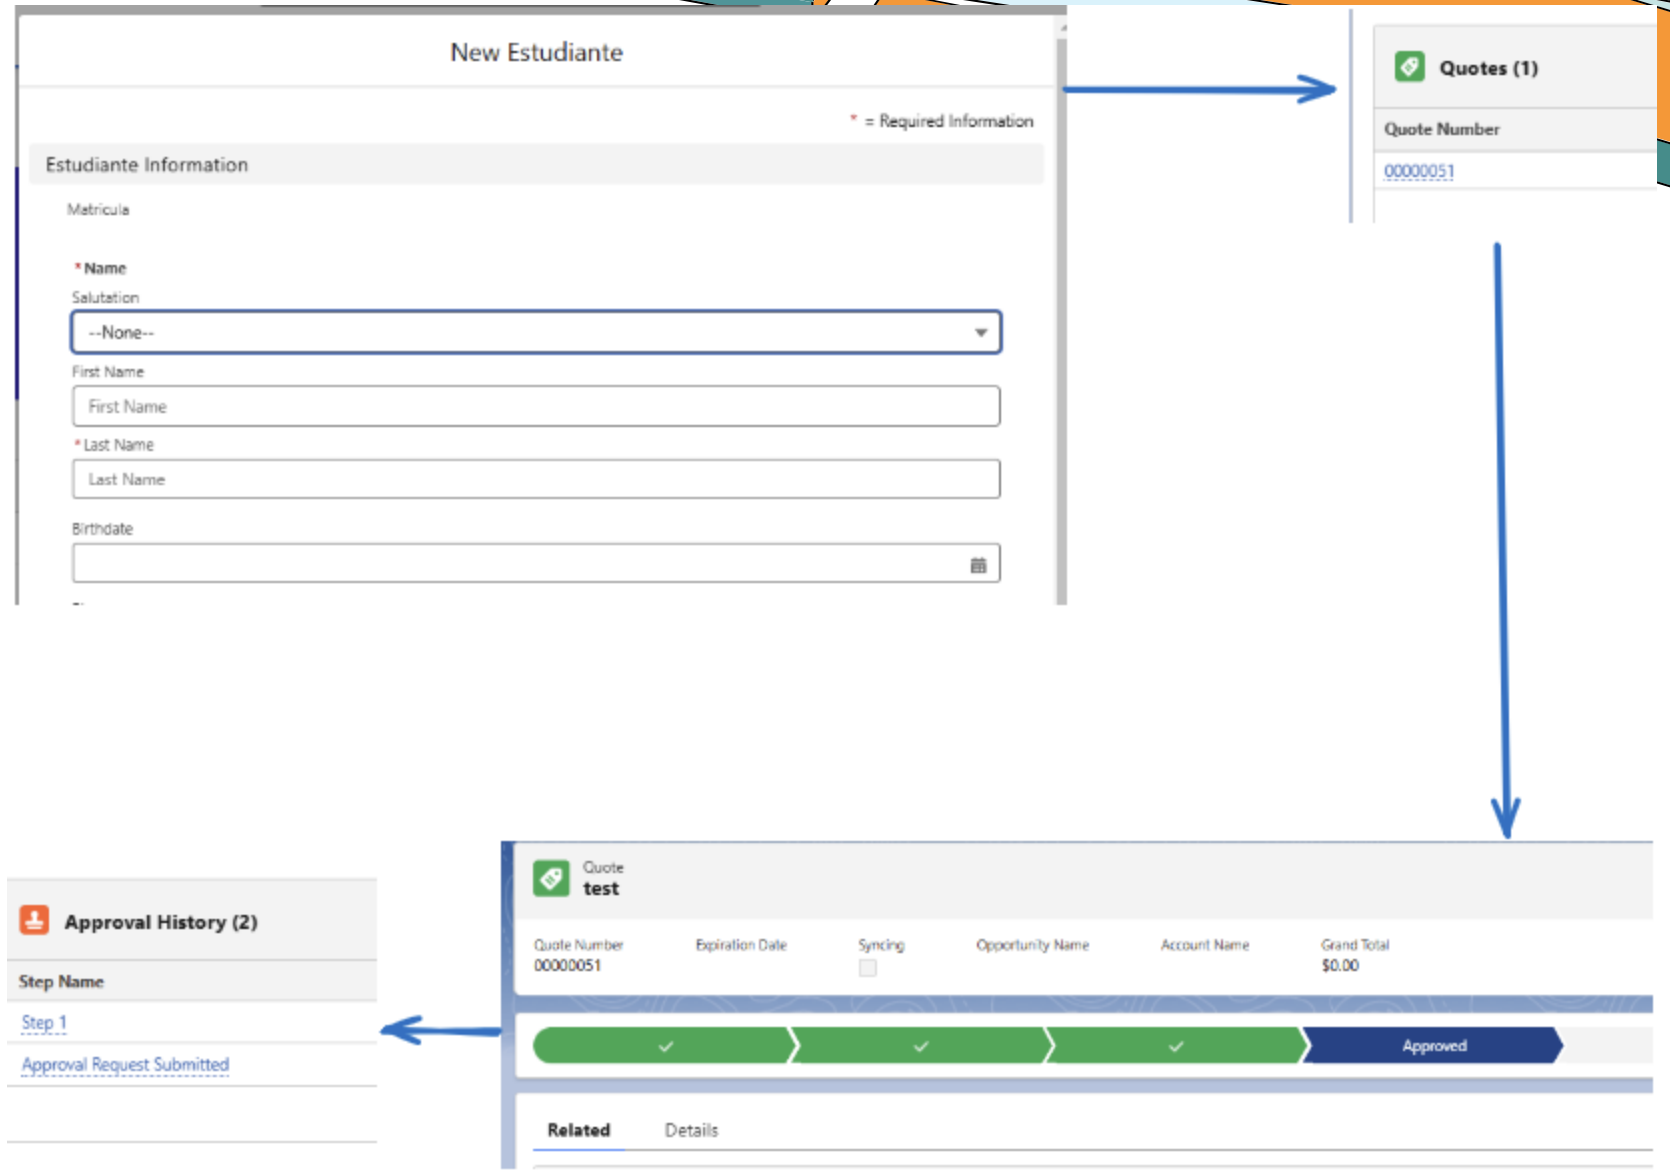 New Estudiante
* = Required Information
Estudiante Information
Matricula
* Name
Salutation
--None--
First Name
First Name
* Last Name
Last Name
Birthdate
Quotes (1)
Quote Number
00000051
Quote
test
Quote Number
Expiration Date
Syncing
Opportunity Name
Account Name
Grand Total
00000051
$0.00
Approved
Related
Details
Approval History (2)
Step Name
Step 1
Approval Request Submitted